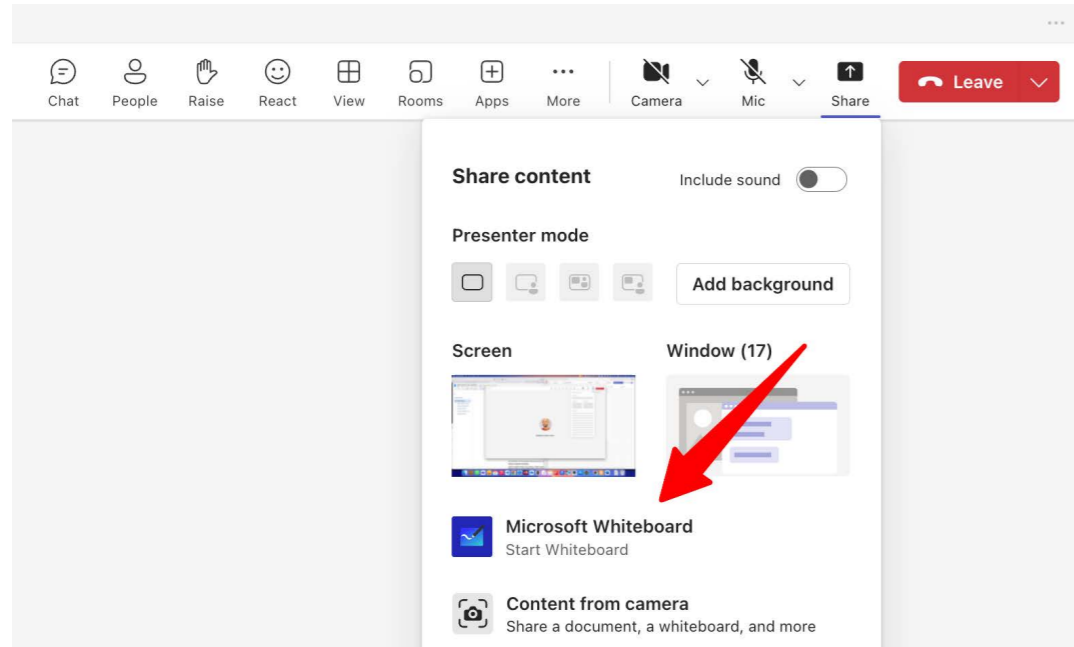 Chat People Raise React View Rooms Apps More Camera Mic Share Leave
Share content Include sound
Presenter mode
Add background
Screen Window (17)
Microsoft Whiteboard
Start Whiteboard
Content from camera
Share a document, a whiteboard, and more